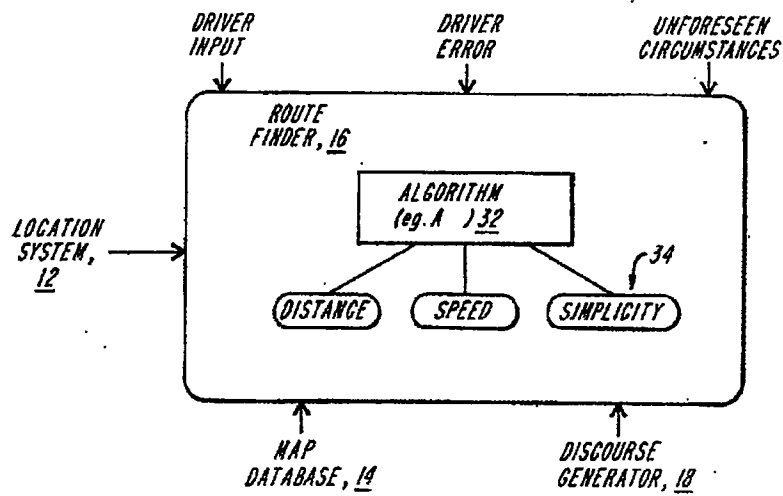 DRIVER
INPUT
DRIVER
ERROR
UNFORESEEN
CIRCUMSTANCES
ROUTE
FINDER, 16
ALGORITHM
(eg. A ) 32
LOCATION
SYSTEM,
12
34
DISTANCE
SPEED
SIMPLICITY
MAP
DATABASE, 14
DISCOURSE
GENERATOR, 18